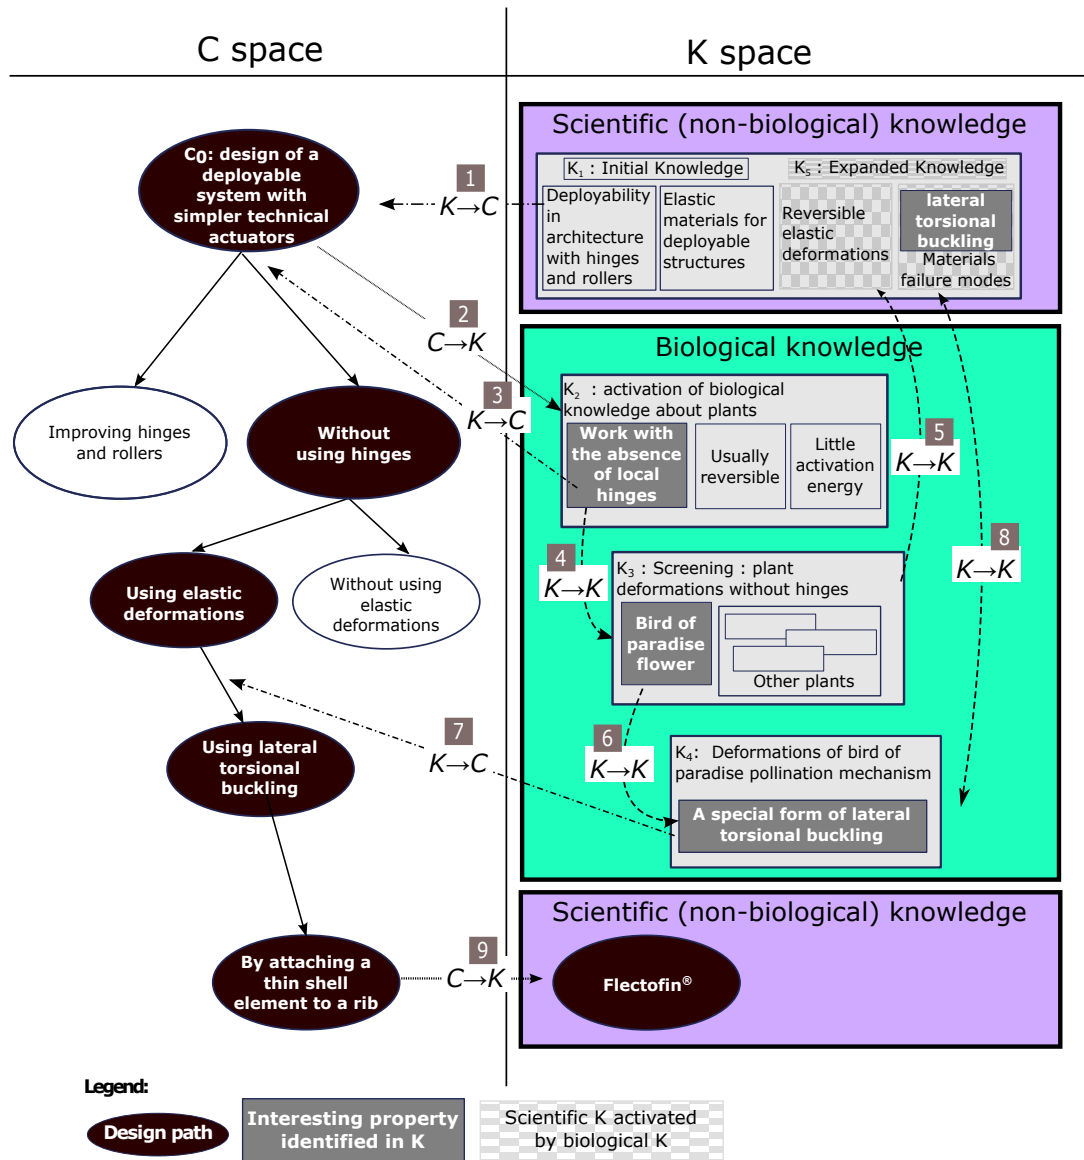 C space
K space
C0: design of a
deployable
system with
simpler technical
actuators
1
K→C
Scientific (non-biological) knowledge
K1 : Initial Knowledge
K5 : Expanded Knowledge
Deployability
in
architecture
with hinges
and rollers
Elastic
materials for
deployable
structures
Reversible
elastic
deformations
lateral
torsional
buckling
Materials
failure modes
2
C→K
3
K→C
Improving hinges
and rollers
Without
using hinges
Biological knowledge
K2 : activation of biological
knowledge about plants
Work with
the absence
of local
hinges
Usually
reversible
Little
activation
energy
5
K→K
4
K→K
8
K→K
Using elastic
deformations
Without using
elastic
deformations
K3 : Screening : plant
deformations without hinges
Bird of
paradise
flower
Other plants
7
K→C
6
K→K
Using lateral
torsional
buckling
K4: Deformations of bird of
paradise pollination mechanism
A special form of lateral
torsional buckling
Scientific (non-biological) knowledge
By attaching a
thin shell
element to a rib
9
C→K
Flectofin®
Legend:
Design path
Interesting property
identified in K
Scientific K activated
by biological K